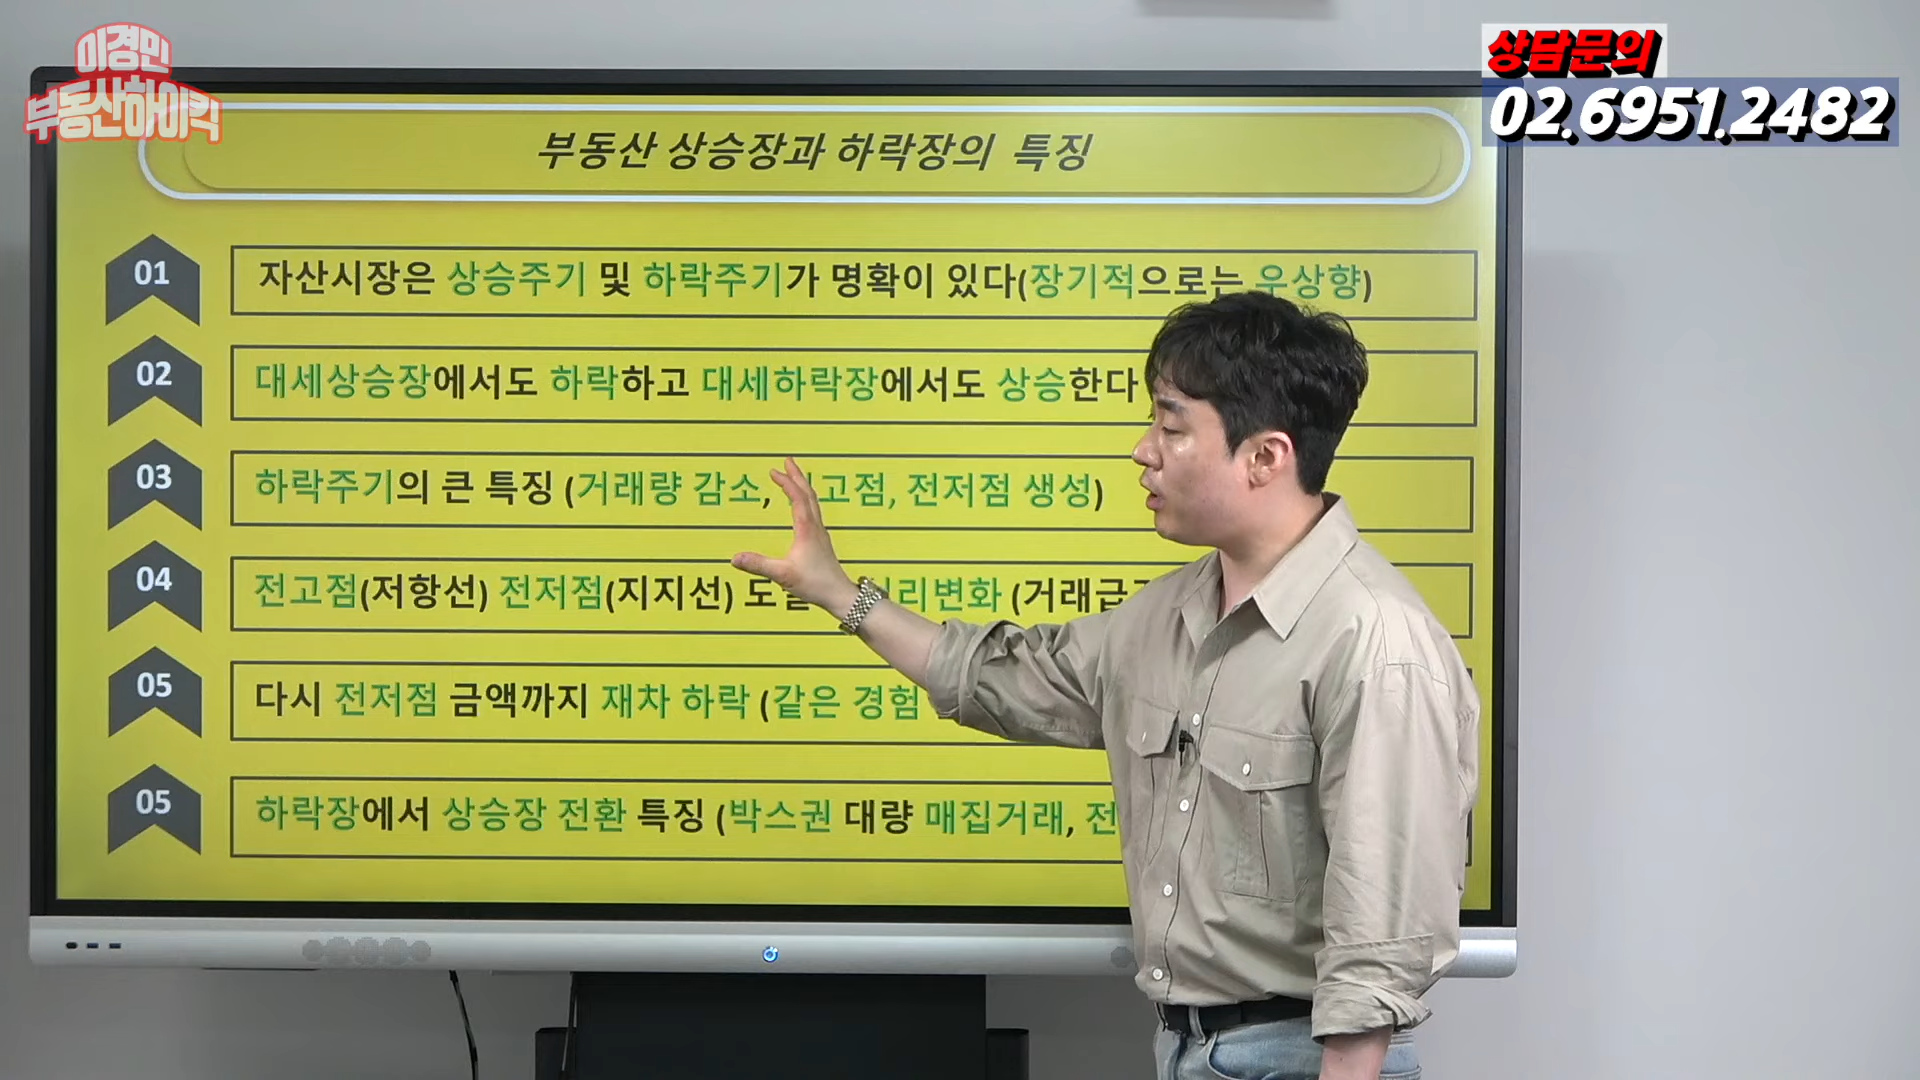 이경민
부동산하이킥
상담문의
02.6951.2482
부동산 상승장과 하락장의 특징
01
자산시장은 상승주기 및 하락주기가 명확이 있다(장기적으로는 우상향)
02
대세상승장에서도 하락하고 대세하락장에서도 상승한다
03
하락주기의 큰 특징 (거래량 감소, 고점, 전저점 생성)
04
전고점(저항선) 전저점(지지선) 리변화 (거래급
05
다시 전저점 금액까지 재차 하락 (같은 경험
05
하락장에서 상승장 전환 특징 (박스권 대량 매집거래, 전